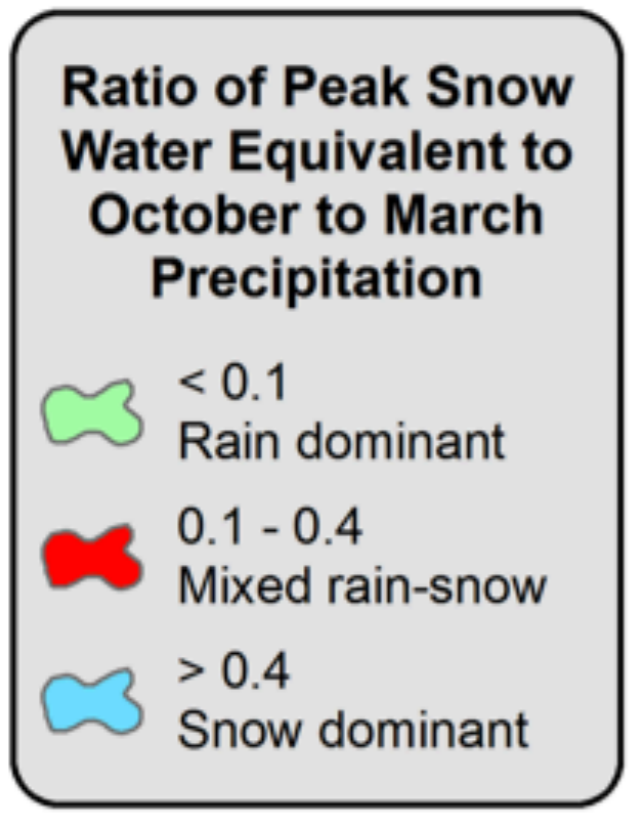 Ratio of Peak Snow
Water Equivalent to
October to March
Precipitation
< 0.1
Rain dominant
0.1 - 0.4
Mixed rain-snow
> 0.4
Snow dominant